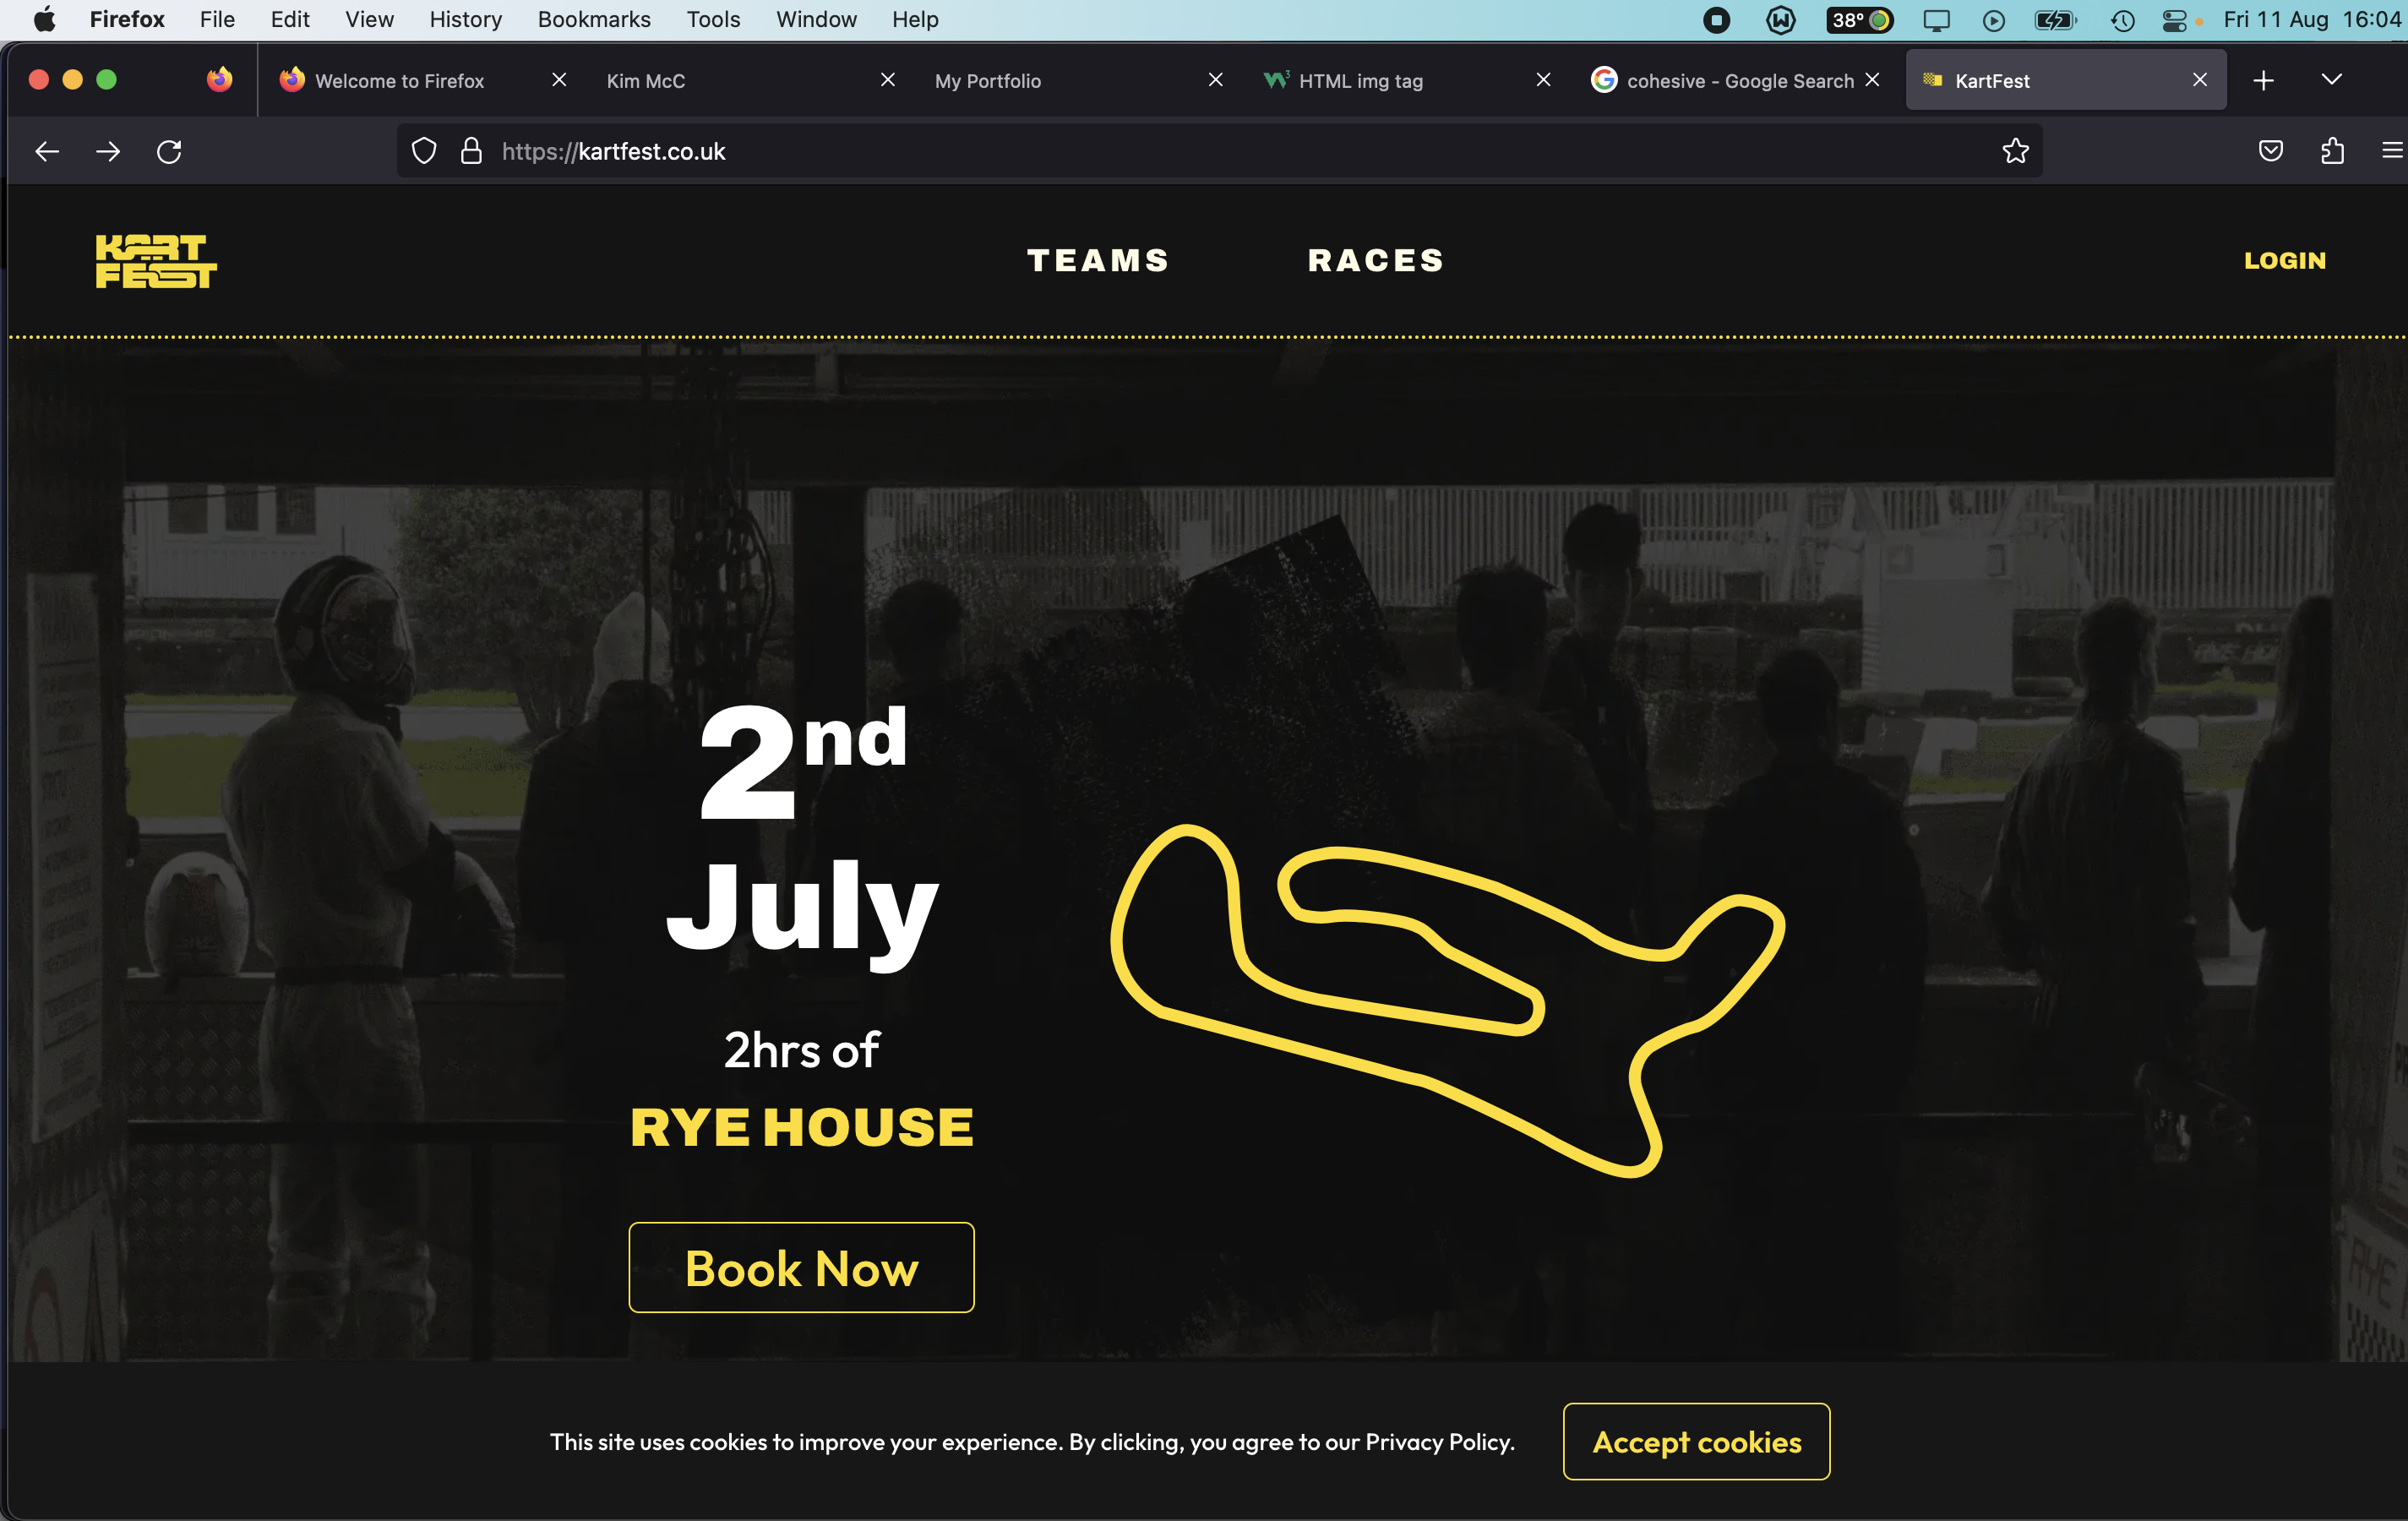 Firefox File Edit View History Bookmarks Tools Window Help 38° Fri 11 Aug 16:04
Welcome to Firefox Kim McC My Portfolio HTML img tag cohesive - Google Search KartFest
https://kartfest.co.uk
KART
FEST
TEAMS RACES LOGIN
2nd
July
2hrs of
RYE HOUSE
Book Now
RYE
This site uses cookies to improve your experience. By clicking, you agree to our Privacy Policy. Accept cookies